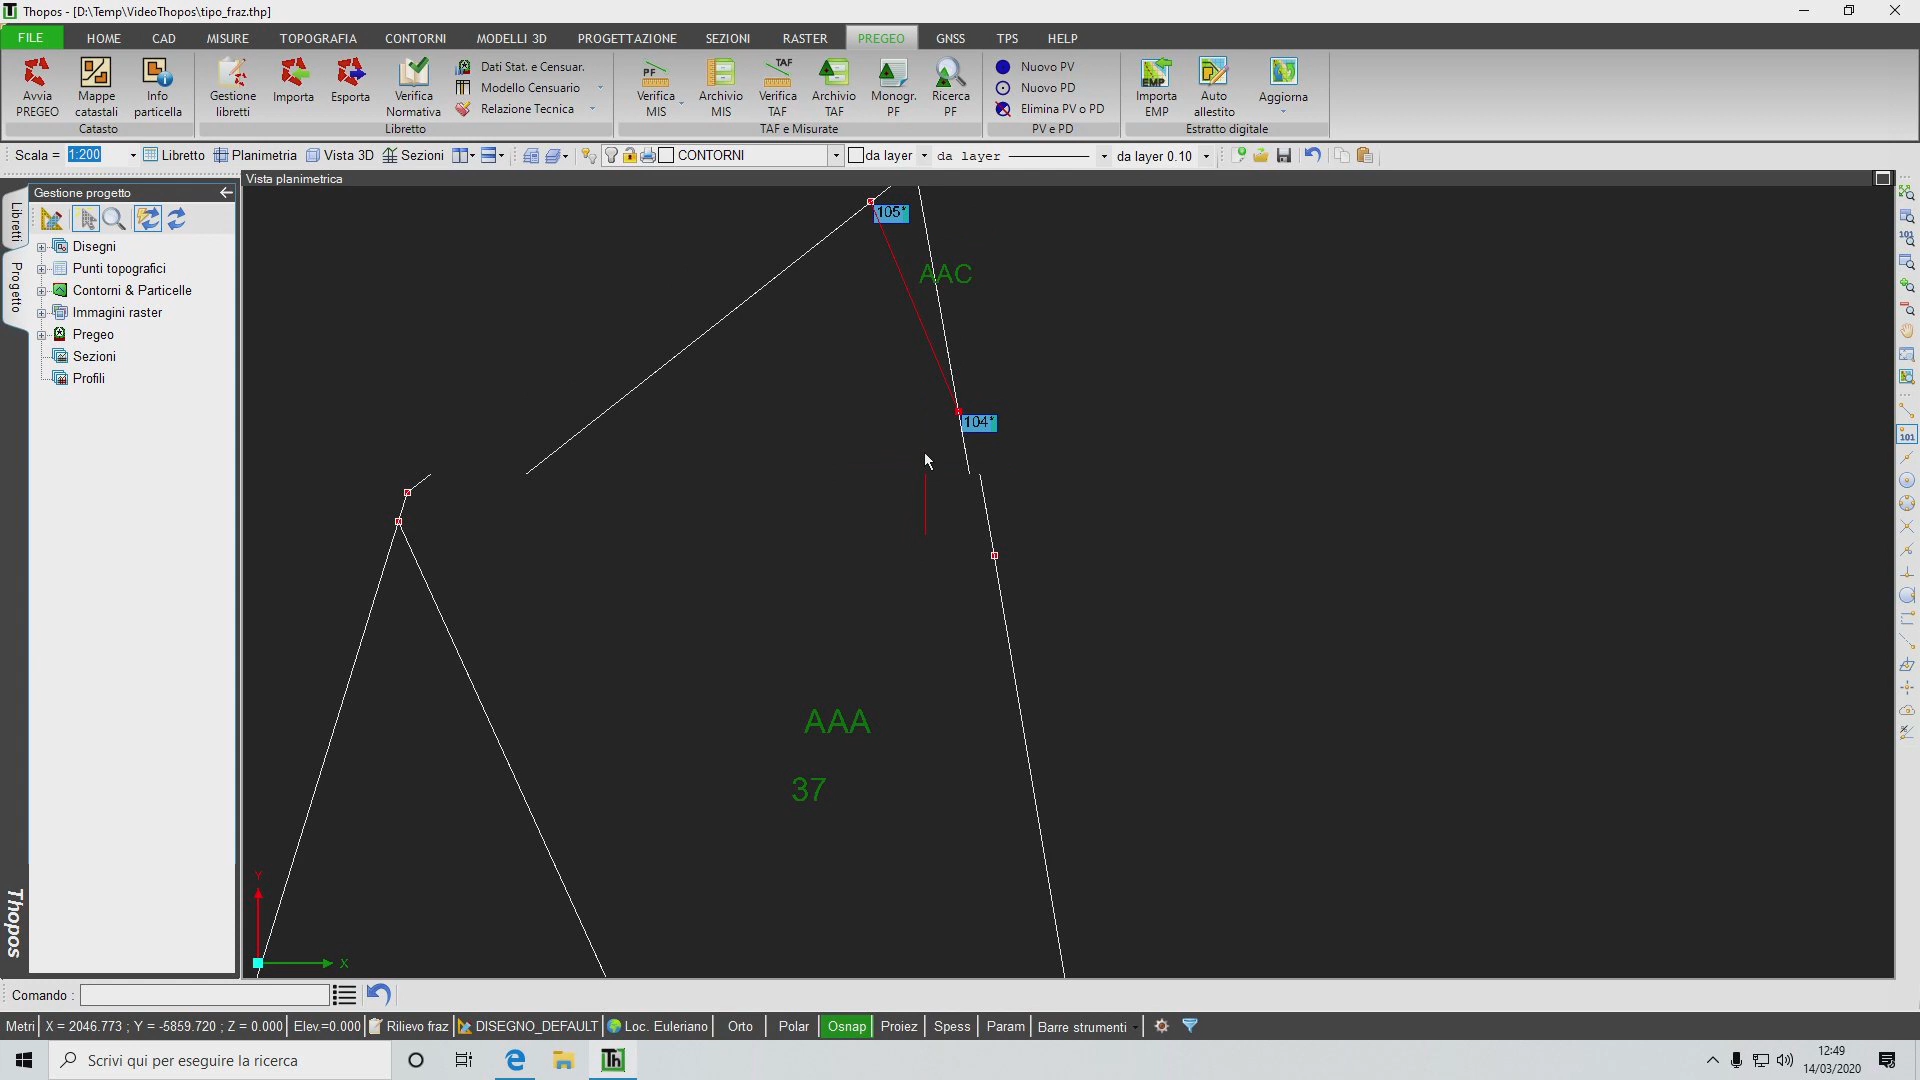 Thopos - [D:\Temp\VideoThopos\tipo_fraz.thp]
FILE HOME CAD MISURE TOPOGRAFIA CONTORNI MODELLI 3D PROGETTAZIONE SEZIONI RASTER PREGEO GNSS TPS HELP
Avvia PREGEO
Mappe catastali
Info particella
Catasto
Gestione libretti
Importa
Esporta
Verifica Normativa
Dati Stat. e Censuar.
Modello Censuario
Relazione Tecnica
Libretto
PF
Verifica MIS
Archivio MIS
TAF
Verifica TAF
Archivio TAF
Monogr. PF
Ricerca PF
TAF e Misurate
Nuovo PV
Nuovo PD
Elimina PV o PD
PV e PD
EMP
Importa EMP
Auto allestito
Aggiorna
Estratto digitale
Scala = 1:200 Libretto Planimetria Vista 3D Sezioni CONTORNI da layer da layer da layer 0.10
Gestione progetto
Vista planimetrica
Libretti
Progetto
Disegni
Punti topografici
Contorni & Particelle
Immagini raster
Pregeo
Sezioni
Profili
105*
AAC
104*
AAA
37
Y
X
101
101
Thopos
Comando :
Metri X = 2046.773 ; Y = -5859.720 ; Z = 0.000 Elev.=0.000 Rilievo fraz DISEGNO_DEFAULT Loc. Euleriano Orto Polar Osnap Proiez Spess Param Barre strumenti
Scrivi qui per eseguire la ricerca
Th
12:49
14/03/2020